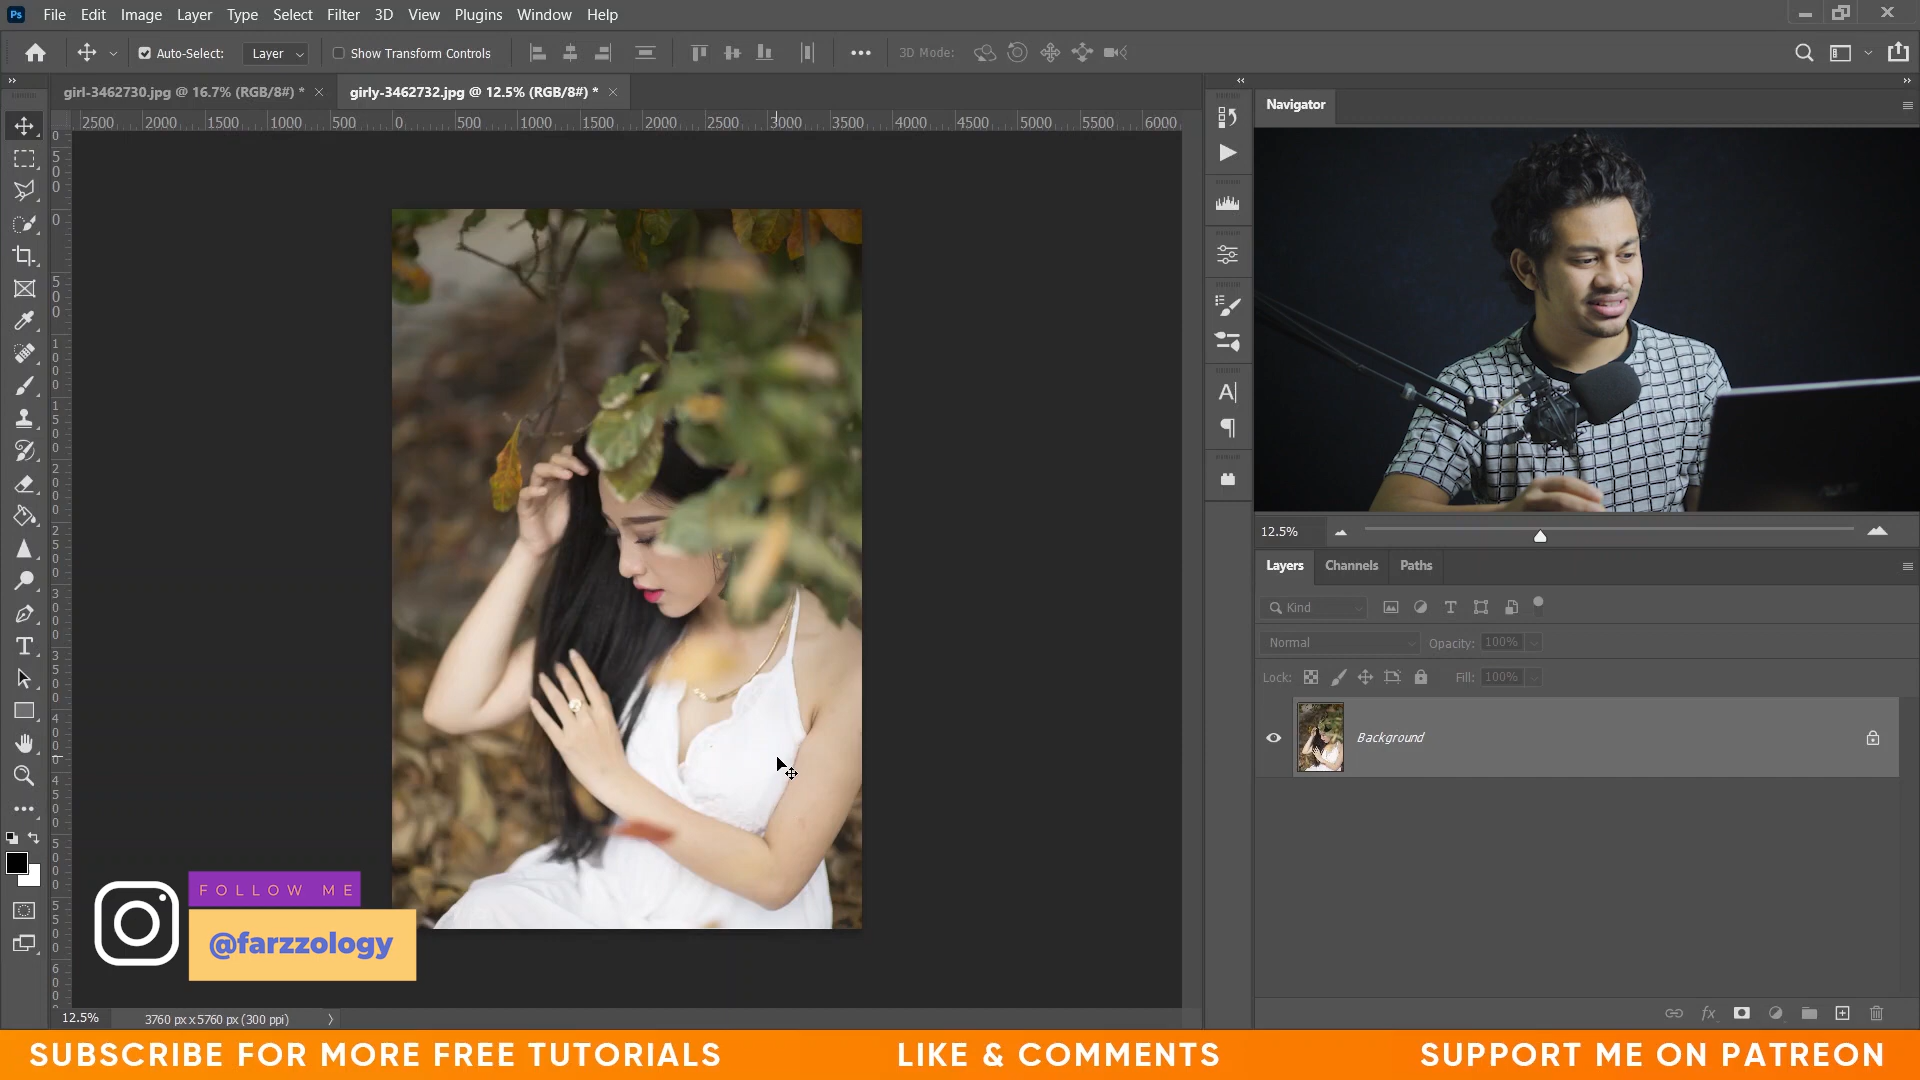 Ps File Edit Image Layer Type Select Filter 3D View Plugins Window Help
Auto-Select: Layer Show Transform Controls 3D Mode:
girl-3462730.jpg @ 16.7% (RGB/8#) * girly-3462732.jpg @ 12.5% (RGB/8#) *
Navigator
2500 2000 1500 1000 500 0 500 1000 1500 2000 2500 3000 3500 4000 4500 5000 5500 6000
12.5%
Layers Channels Paths
Kind
Normal Opacity: 100%
Lock: Fill: 100%
Background
FOLLOW ME
@farzzology
12.5% 3760 px x 5760 px (300 ppi)
SUBSCRIBE FOR MORE FREE TUTORIALS LIKE & COMMENTS SUPPORT ME ON PATREON